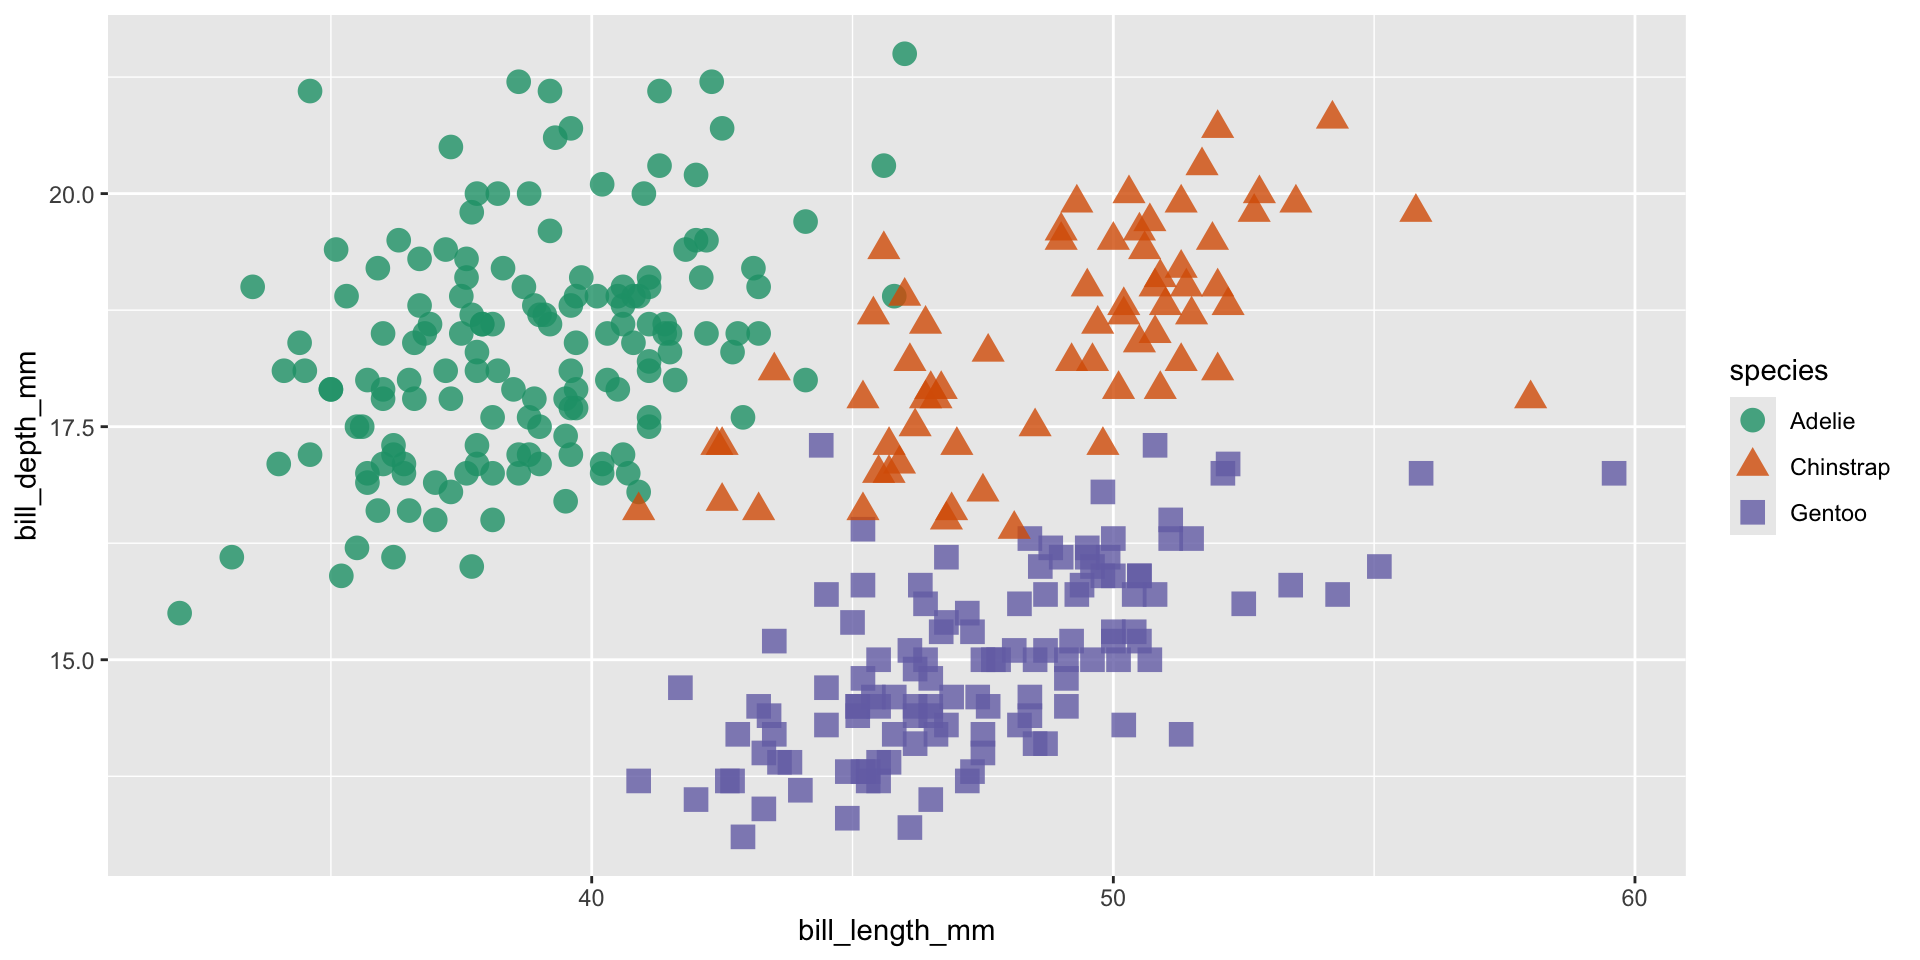 20.0
17.5
15.0
bill_depth_mm
40
50
60
bill_length_mm
species
Adelie
Chinstrap
Gentoo